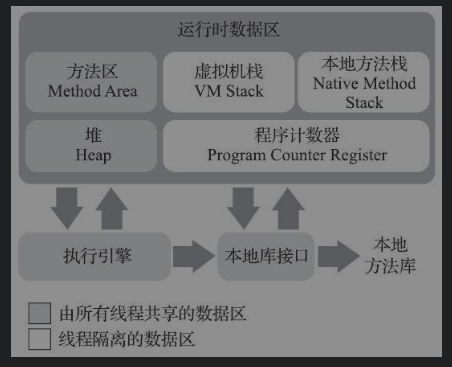 运行时数据区
方法区
Method Area
虚拟机栈
VM Stack
本地方法栈
Native Method
Stack
堆
Heap
程序计数器
Program Counter Register
执行引擎
本地库接口
本地
方法库
由所有线程共享的数据区
线程隔离的数据区